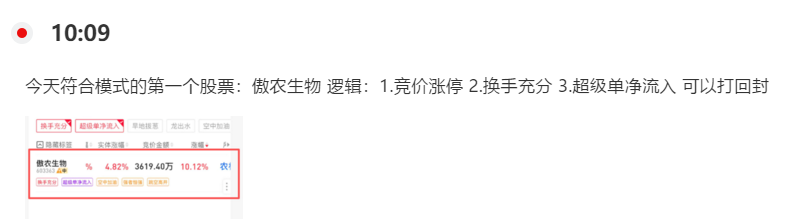 10:09
今天符合模式的第一个股票：傲农生物 逻辑：1.竞价涨停 2.换手充分 3.超级单净流入 可以打回封
换手充分 超级单净流入 旱地拔葱 龙出水 空中加油
隐藏标签 实体涨幅 竞价金额 涨幅
傲农生物 % 4.82% 3619.40万 10.12% 农
603363
换手充分 超级单净流入 空中加油